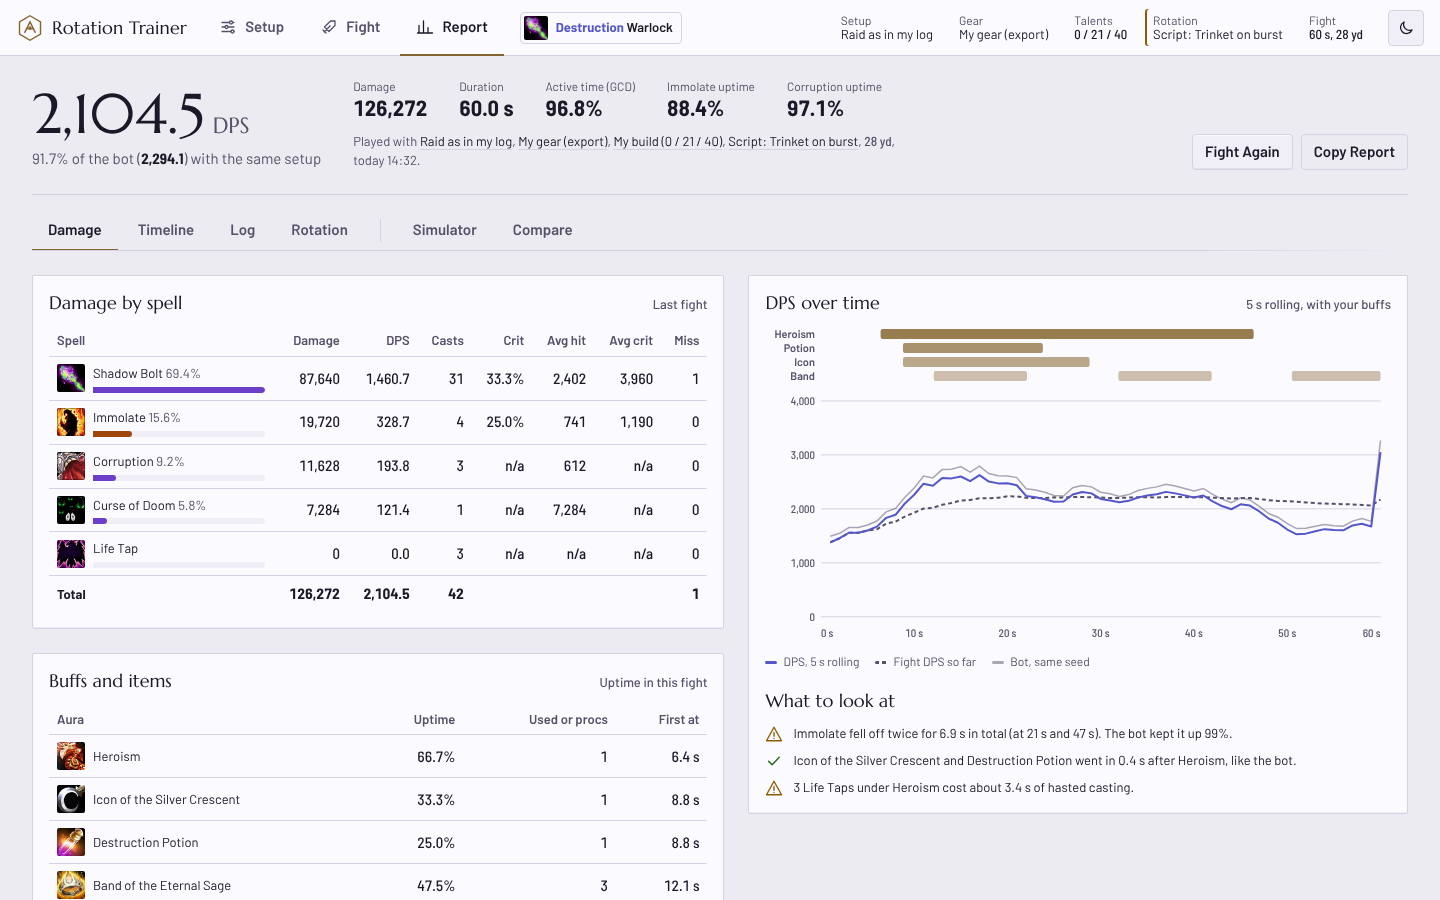 Rotation Trainer
Setup
Fight
Report
Destruction Warlock
Setup
Raid as in my log
Gear
My gear (export)
Talents
0 / 21 / 40
Rotation
Script: Trinket on burst
Fight
60 s, 28 yd
2,104.5 DPS
91.7% of the bot (2,294.1) with the same setup
Damage
126,272
Duration
60.0 s
Active time (GCD)
96.8%
Immolate uptime
88.4%
Corruption uptime
97.1%
Played with Raid as in my log, My gear (export), My build (0 / 21 / 40), Script: Trinket on burst, 28 yd,
today 14:32.
Fight Again
Copy Report
Damage
Timeline
Log
Rotation
Simulator
Compare
Damage by spell
Last fight
Spell Damage DPS Casts Crit Avg hit Avg crit Miss
Shadow Bolt 69.4% 87,640 1,460.7 31 33.3% 2,402 3,960 1
Immolate 15.6% 19,720 328.7 4 25.0% 741 1,190 0
Corruption 9.2% 11,628 193.8 3 n/a 612 n/a 0
Curse of Doom 5.8% 7,284 121.4 1 n/a 7,284 n/a 0
Life Tap 0 0.0 3 n/a n/a n/a 0
Total 126,272 2,104.5 42 1
Buffs and items
Uptime in this fight
Aura Uptime Used or procs First at
Heroism 66.7% 1 6.4 s
Icon of the Silver Crescent 33.3% 1 8.8 s
Destruction Potion 25.0% 1 8.8 s
Band of the Eternal Sage 47.5% 3 12.1 s
DPS over time
5 s rolling, with your buffs
Heroism
Potion
Icon
Band
4,000
3,000
2,000
1,000
0
0 s 10 s 20 s 30 s 40 s 50 s 60 s
DPS, 5 s rolling
Fight DPS so far
Bot, same seed
What to look at
Immolate fell off twice for 6.9 s in total (at 21 s and 47 s). The bot kept it up 99%.
Icon of the Silver Crescent and Destruction Potion went in 0.4 s after Heroism, like the bot.
3 Life Taps under Heroism cost about 3.4 s of hasted casting.